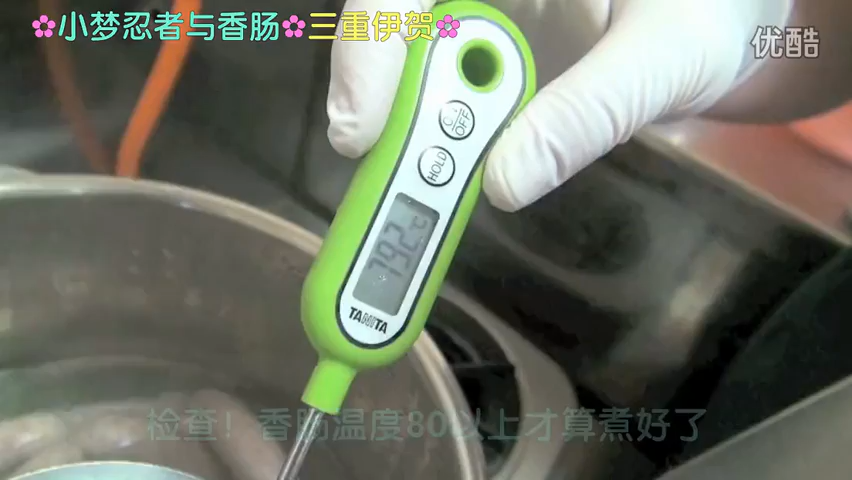 ✿小梦忍者与香肠✿三重伊贺✿
优酷
ON/OFF
HOLD
79.2℃
TANITA
检查！香肠温度80以上才算煮好了